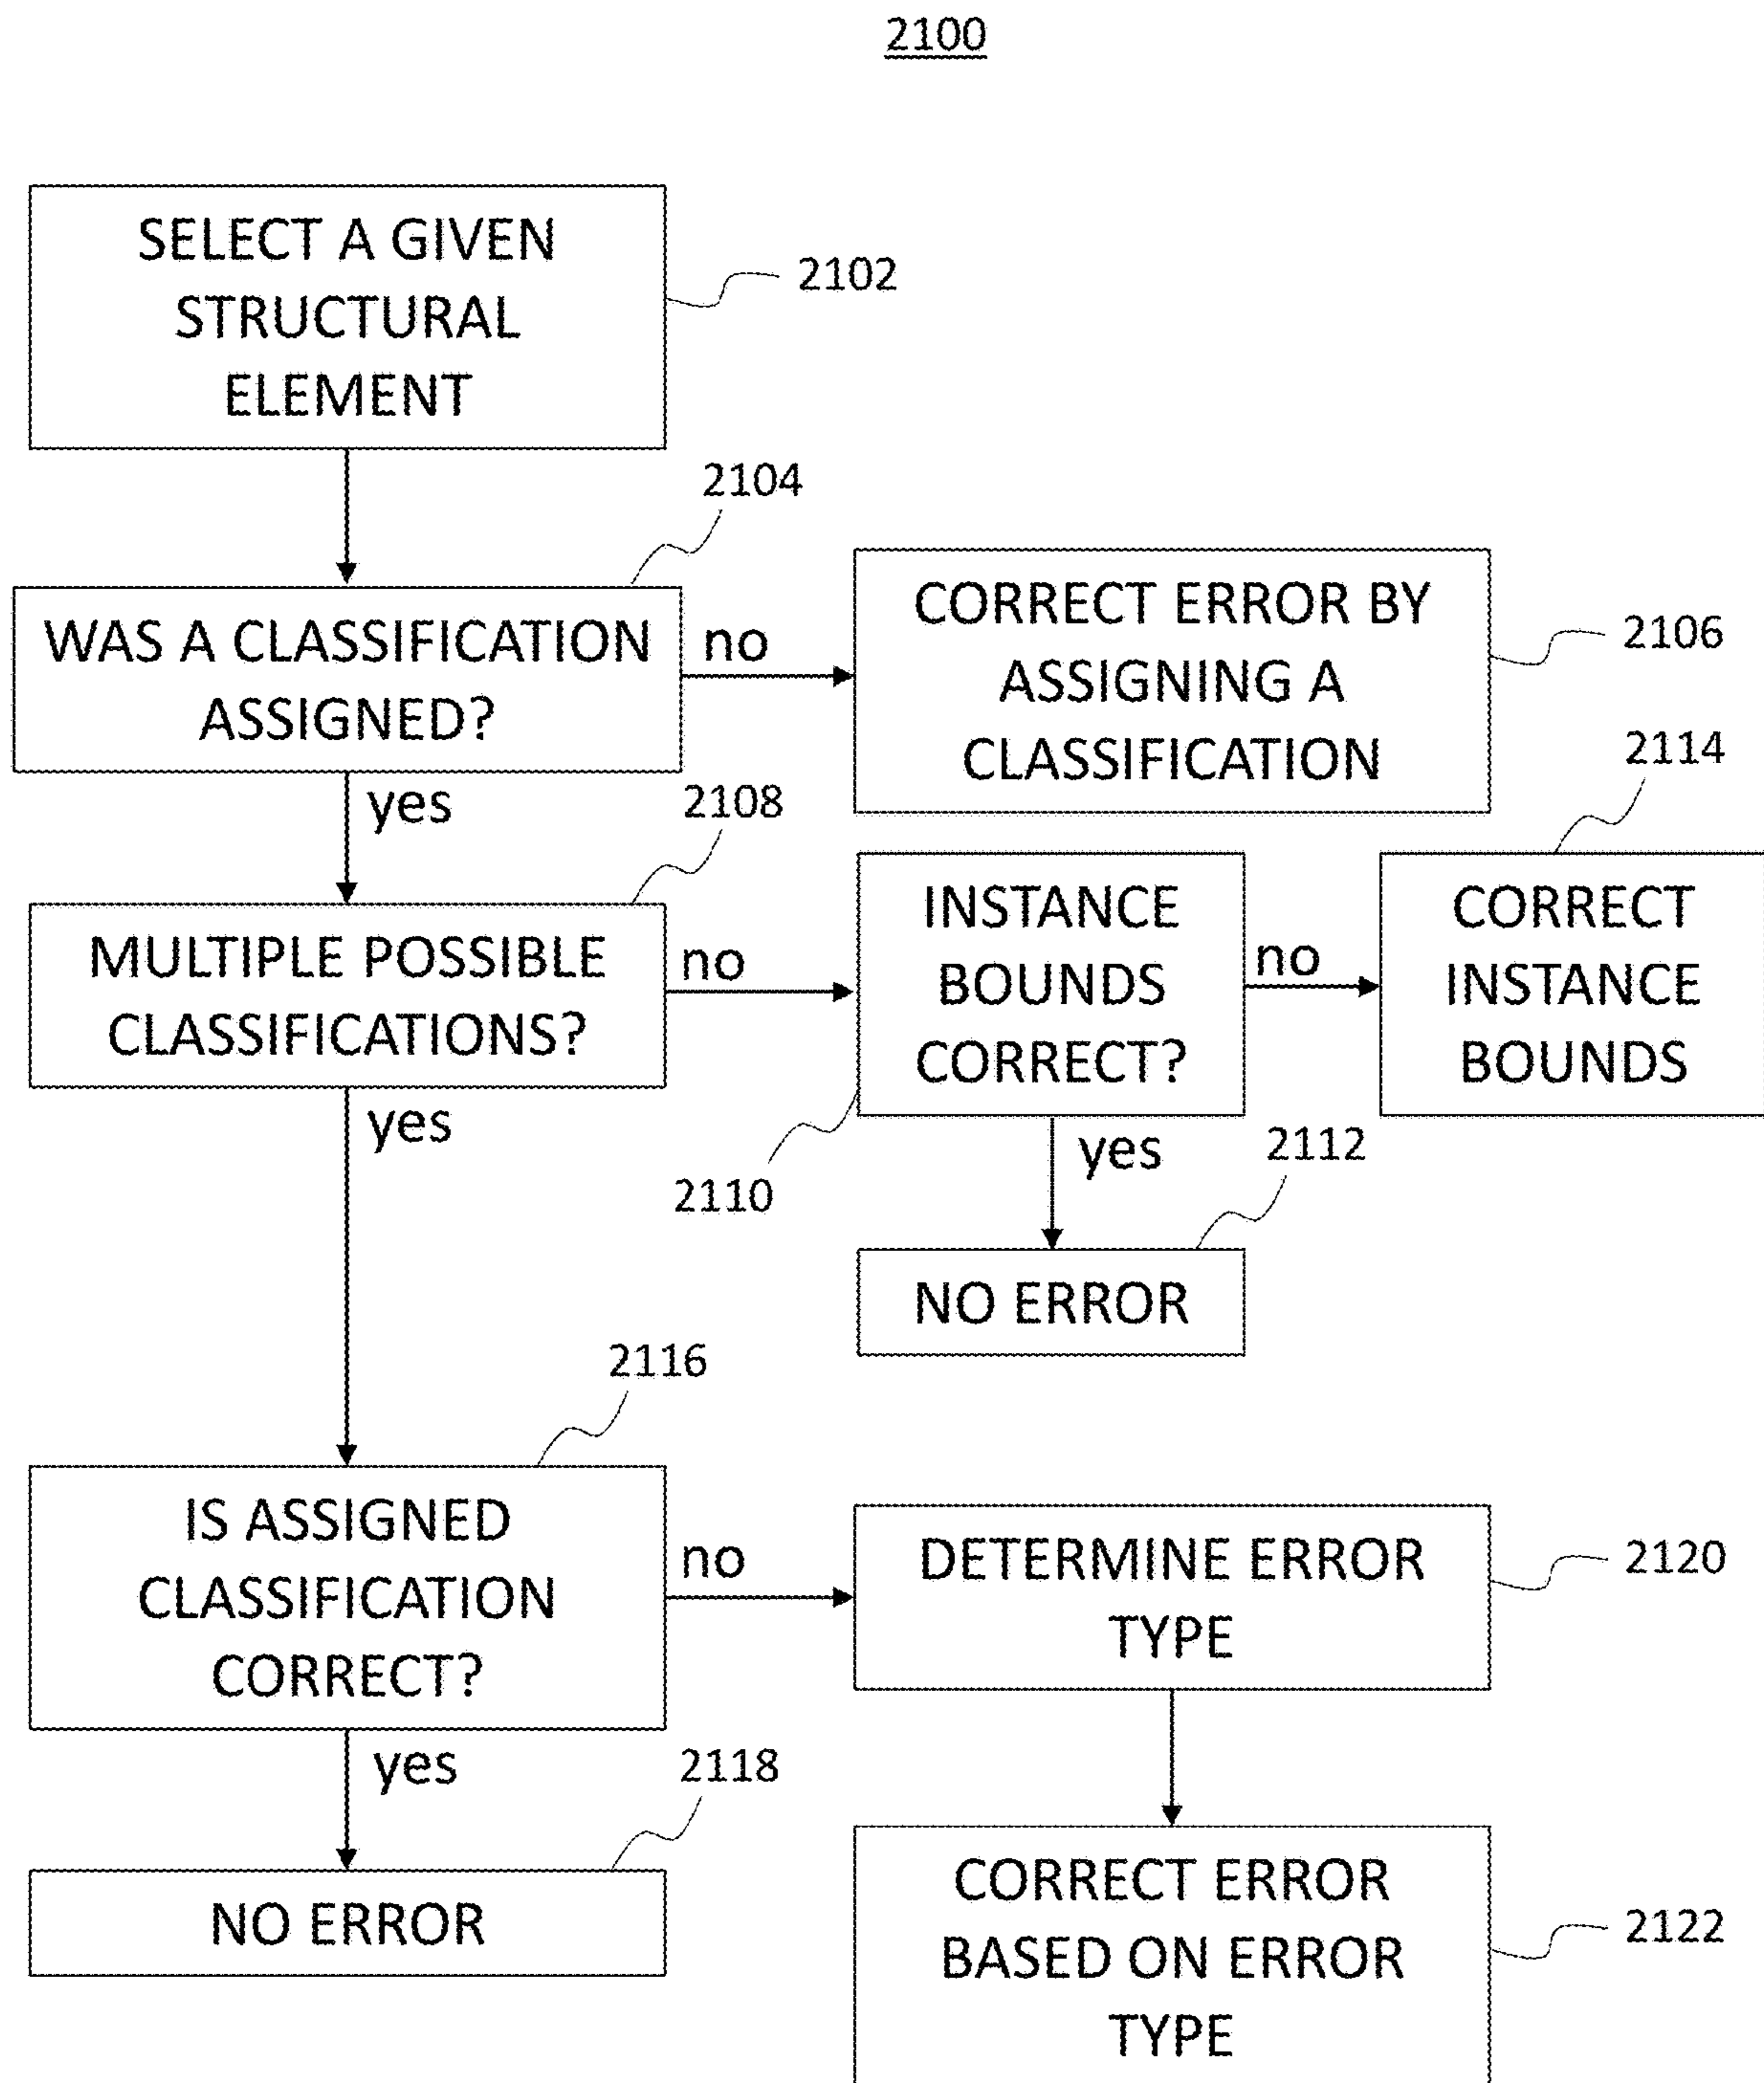 2100
SELECT A GIVEN
STRUCTURAL
ELEMENT
2102
2104
WAS A CLASSIFICATION
ASSIGNED?
no
CORRECT ERROR BY
ASSIGNING A
CLASSIFICATION
2106
yes
2108
MULTIPLE POSSIBLE
CLASSIFICATIONS?
no
INSTANCE
BOUNDS
CORRECT?
2110
no
2114
CORRECT
INSTANCE
BOUNDS
yes
2112
NO ERROR
yes
2116
IS ASSIGNED
CLASSIFICATION
CORRECT?
no
DETERMINE ERROR
TYPE
2120
yes
2118
NO ERROR
CORRECT ERROR
BASED ON ERROR
TYPE
2122